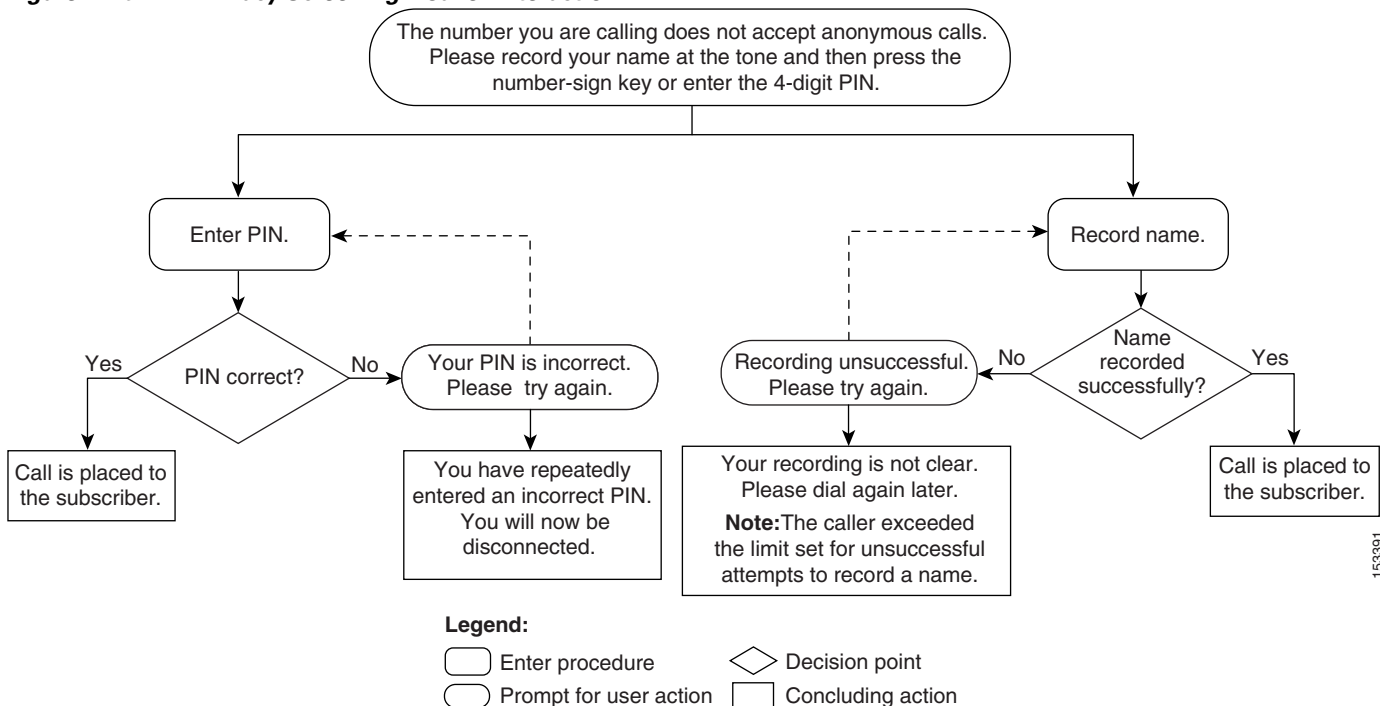 The number you are calling does not accept anonymous calls.
Please record your name at the tone and then press the
number-sign key or enter the 4-digit PIN.
Enter PIN.
Record name.
PIN correct?
Yes
No
Your PIN is incorrect.
Please try again.
Recording unsuccessful.
Please try again.
No
Name
recorded
successfully?
Yes
Call is placed to
the subscriber.
You have repeatedly
entered an incorrect PIN.
You will now be
disconnected.
Your recording is not clear.
Please dial again later.
Note:The caller exceeded
the limit set for unsuccessful
attempts to record a name.
Call is placed to
the subscriber.
153391
Legend:
Enter procedure
Decision point
Prompt for user action
Concluding action